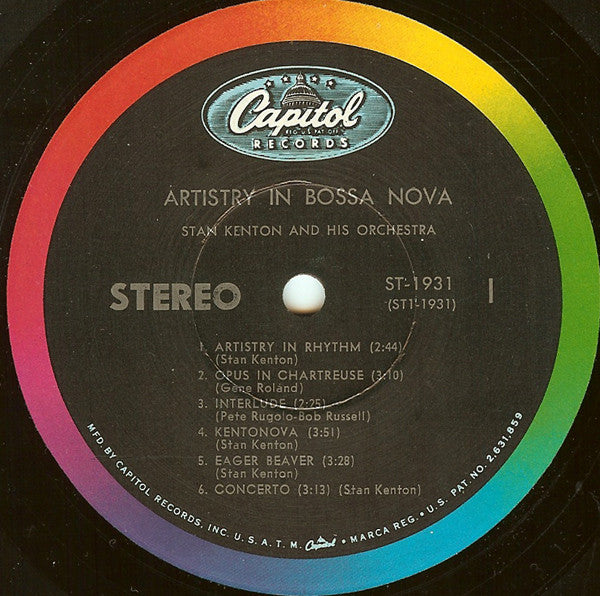 Capitol
REG. U.S. PAT. OFF.
RECORDS
ARTISTRY IN BOSSA NOVA
STAN KENTON AND HIS ORCHESTRA
STEREO
ST-1931
(ST1-1931)
1
1. ARTISTRY IN RHYTHM (2:44)
(Stan Kenton)
2. OPUS IN CHARTREUSE (3:10)
(Gene Roland)
3. INTERLUDE (2:25)
(Pete Rugolo-Bob Russell)
4. KENTONOVA (3:51)
(Stan Kenton)
5. EAGER BEAVER (3:28)
(Stan Kenton)
6. CONCERTO (3:13) (Stan Kenton)
MFD. BY CAPITOL RECORDS, INC. U. S. A. T. M. Capitol • MARCA REG. • U. S. PAT. NO. 2,631,859